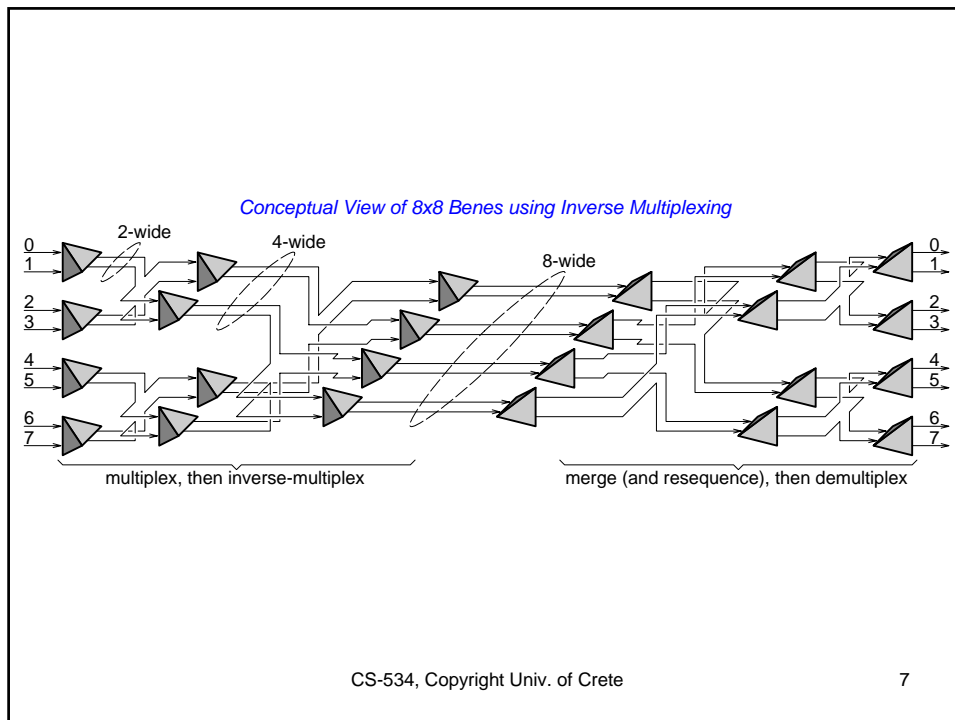 Conceptual View of 8x8 Benes using Inverse Multiplexing
2-wide
4-wide
8-wide
0
1
2
3
4
5
6
7
0
1
2
3
4
5
6
7
multiplex, then inverse-multiplex
merge (and resequence), then demultiplex
CS-534, Copyright Univ. of Crete
7